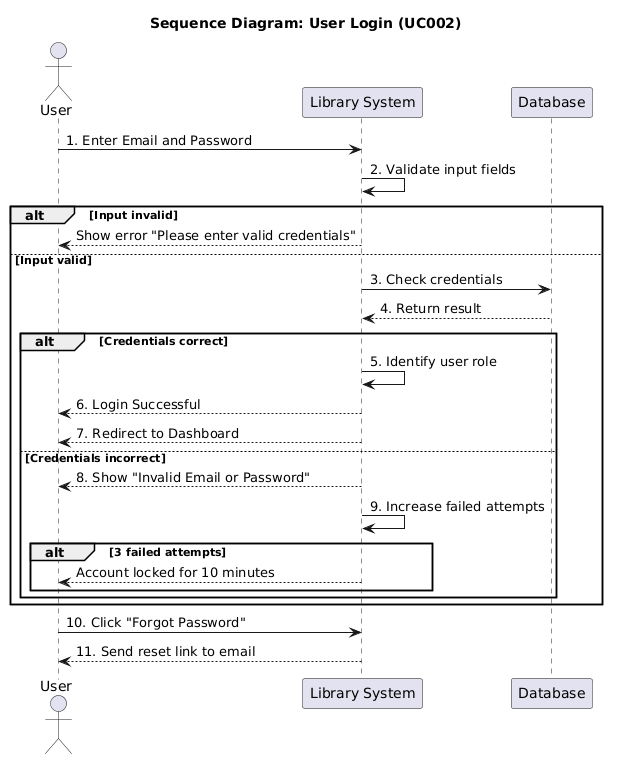 Sequence Diagram: User Login (UC002)
User
Library System
Database
1. Enter Email and Password
2. Validate input fields
alt [Input invalid]
Show error "Please enter valid credentials"
[Input valid]
3. Check credentials
4. Return result
alt [Credentials correct]
5. Identify user role
6. Login Successful
7. Redirect to Dashboard
[Credentials incorrect]
8. Show "Invalid Email or Password"
9. Increase failed attempts
alt [3 failed attempts]
Account locked for 10 minutes
10. Click "Forgot Password"
11. Send reset link to email
User
Library System
Database